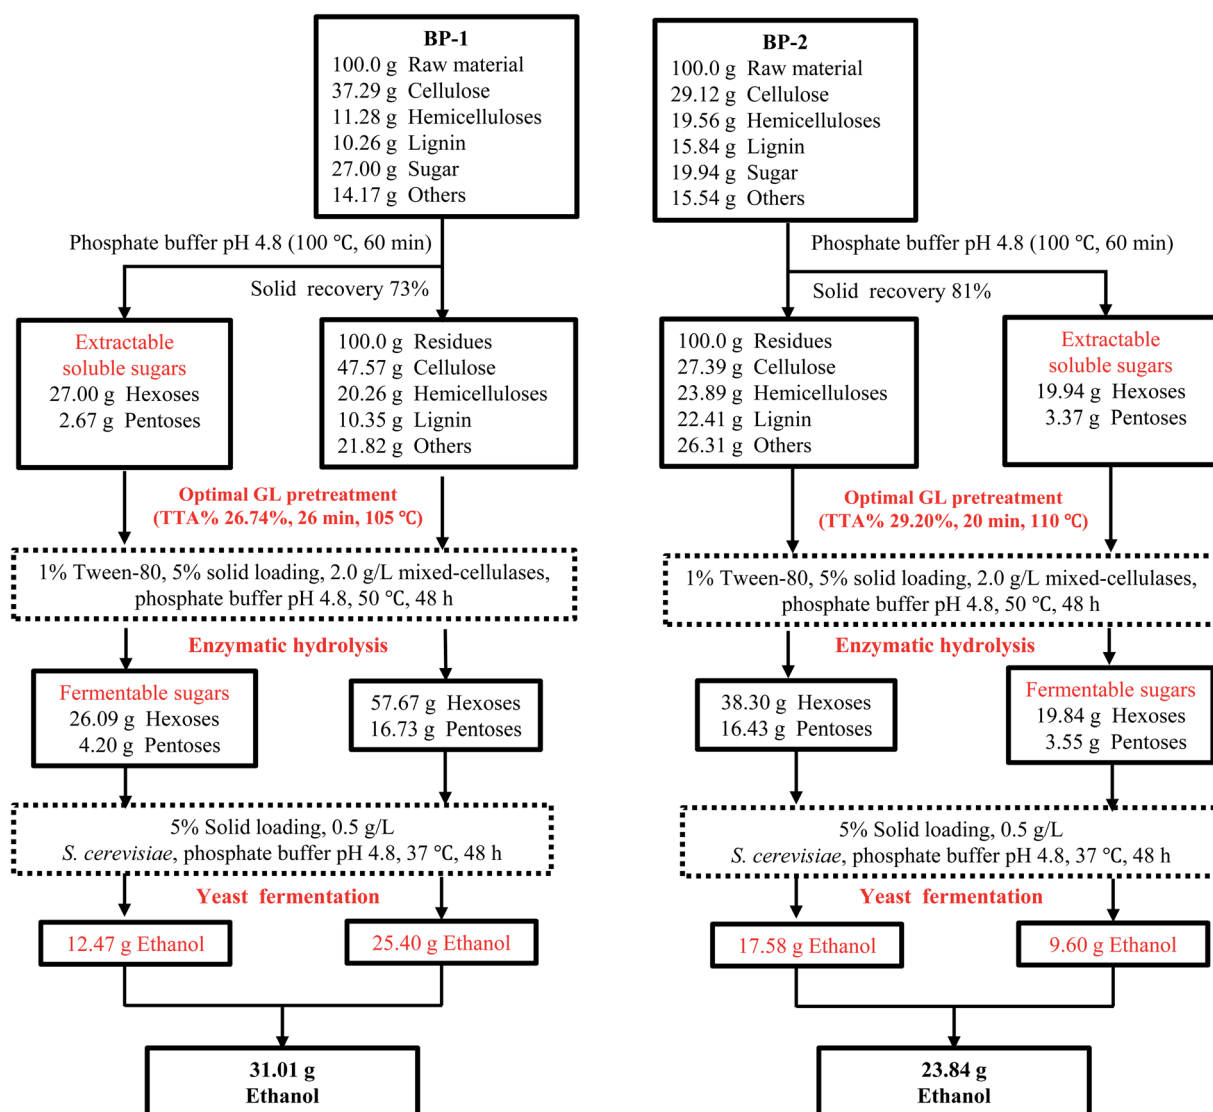 BP-1
100.0 g Raw material
37.29 g Cellulose
11.28 g Hemicelluloses
10.26 g Lignin
27.00 g Sugar
14.17 g Others
Phosphate buffer pH 4.8 (100 ℃, 60 min)
Solid recovery 73%
Extractable
soluble sugars
27.00 g Hexoses
2.67 g Pentoses
100.0 g Residues
47.57 g Cellulose
20.26 g Hemicelluloses
10.35 g Lignin
21.82 g Others
Optimal GL pretreatment
(TTA% 26.74%, 26 min, 105 ℃)
1% Tween-80, 5% solid loading, 2.0 g/L mixed-cellulases,
phosphate buffer pH 4.8, 50 ℃, 48 h
Enzymatic hydrolysis
Fermentable sugars
26.09 g Hexoses
4.20 g Pentoses
57.67 g Hexoses
16.73 g Pentoses
5% Solid loading, 0.5 g/L
S. cerevisiae, phosphate buffer pH 4.8, 37 ℃, 48 h
Yeast fermentation
12.47 g Ethanol
25.40 g Ethanol
31.01 g
Ethanol
BP-2
100.0 g Raw material
29.12 g Cellulose
19.56 g Hemicelluloses
15.84 g Lignin
19.94 g Sugar
15.54 g Others
Phosphate buffer pH 4.8 (100 ℃, 60 min)
Solid recovery 81%
100.0 g Residues
27.39 g Cellulose
23.89 g Hemicelluloses
22.41 g Lignin
26.31 g Others
Extractable
soluble sugars
19.94 g Hexoses
3.37 g Pentoses
Optimal GL pretreatment
(TTA% 29.20%, 20 min, 110 ℃)
1% Tween-80, 5% solid loading, 2.0 g/L mixed-cellulases,
phosphate buffer pH 4.8, 50 ℃, 48 h
Enzymatic hydrolysis
38.30 g Hexoses
16.43 g Pentoses
Fermentable sugars
19.84 g Hexoses
3.55 g Pentoses
5% Solid loading, 0.5 g/L
S. cerevisiae, phosphate buffer pH 4.8, 37 ℃, 48 h
Yeast fermentation
17.58 g Ethanol
9.60 g Ethanol
23.84 g
Ethanol